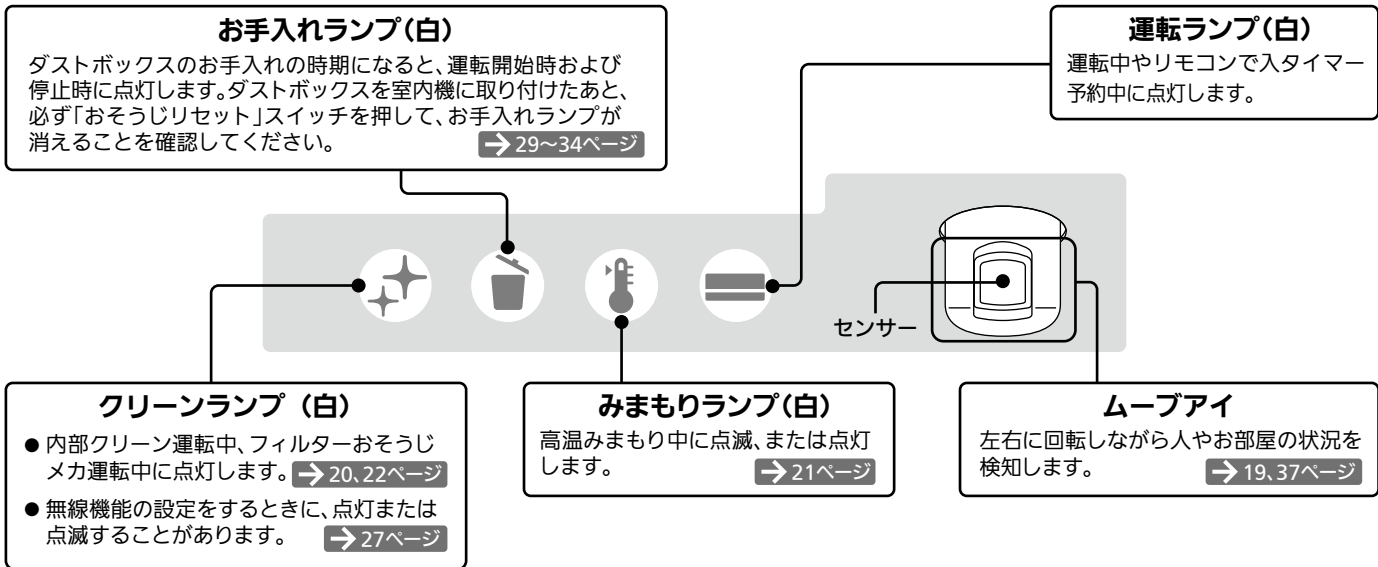 お手入れランプ(白)
ダストボックスのお手入れの時期になると、運転開始時および
停止時に点灯します。ダストボックスを室内機に取り付けたあと、
必ず「おそうじリセット」スイッチを押して、お手入れランプが
消えることを確認してください。 → 29~34ページ
運転ランプ(白)
運転中やリモコンで入タイマー
予約中に点灯します。
センサー
クリーンランプ (白)
● 内部クリーン運転中、フィルターおそうじ
メカ運転中に点灯します。 → 20、22ページ
● 無線機能の設定をするときに、点灯または
点滅することがあります。 → 27ページ
みまもりランプ(白)
高温みまもり中に点滅、または点灯
します。 → 21ページ
ムーブアイ
左右に回転しながら人やお部屋の状況を
検知します。 → 19、37ページ